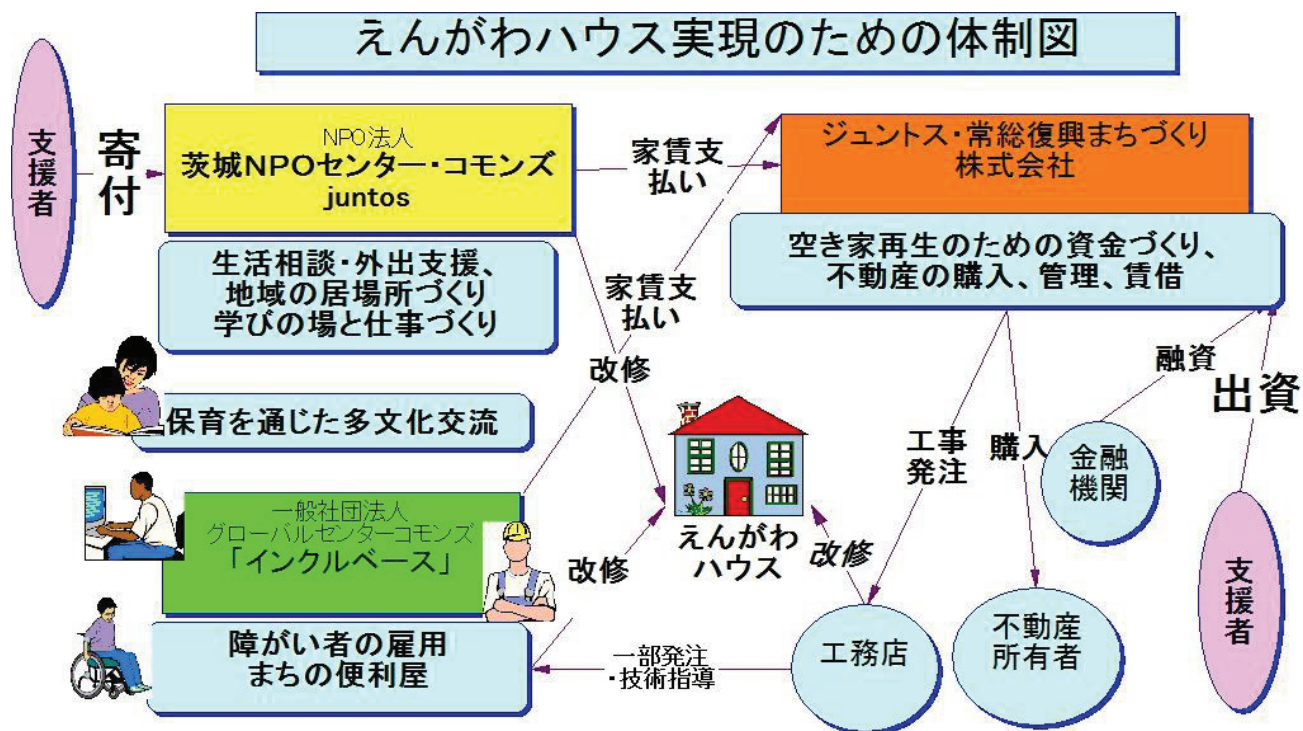 えんがわハウス実現のための体制図
支援者
寄付
NPO法人
茨城NPOセンター・コモンズ
juntos
生活相談・外出支援、
地域の居場所づくり
学びの場と仕事づくり
保育を通じた多文化交流
一般社団法人
グローバルセンターコモンズ
「インクルベース」
障がい者の雇用
まちの便利屋
家賃支
払い
家賃支
払い
改修
改修
えんがわ
ハウス
改修
一部発注
・技術指導
ジュントス・常総復興まちづくり
株式会社
空き家再生のための資金づくり、
不動産の購入、管理、賃借
工事
発注
購入
融資
出資
金融
機関
工務店
不動産
所有者
支援者